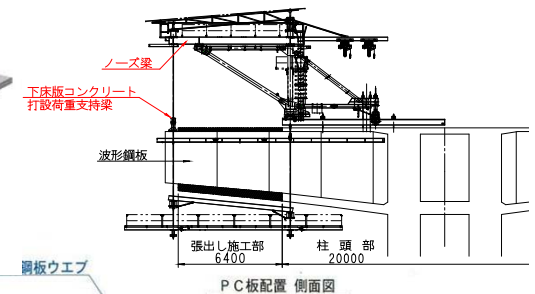 ノーズ梁
下床版コンクリート
打設荷重支持梁
波形鋼板
張出し施工部
柱頭部
6400
20000
鋼板ウエブ
PC板配置 側面図